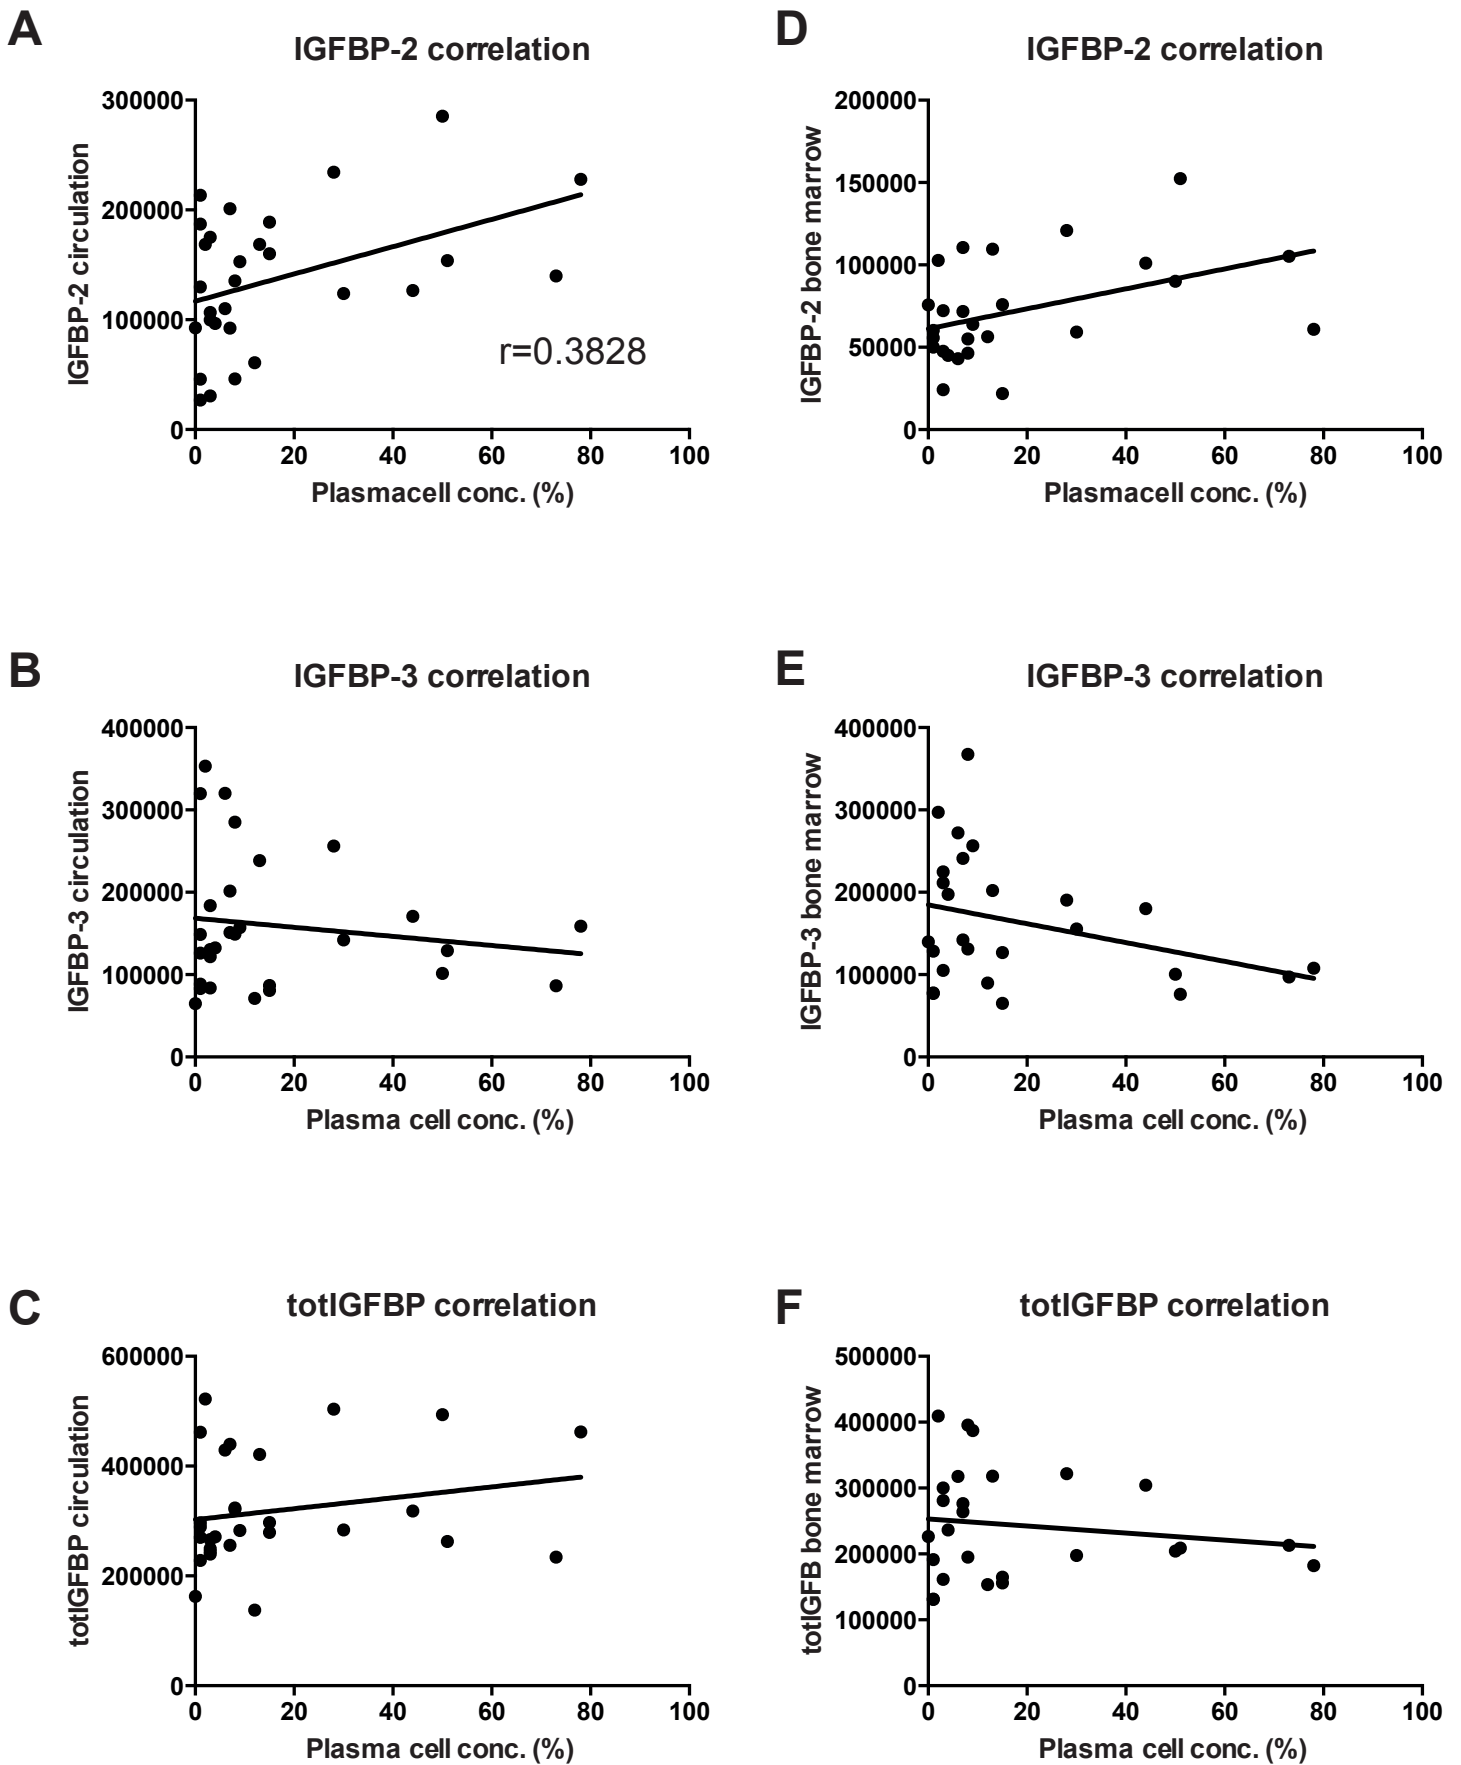 A
IGFBP-2 correlation
300000
200000
100000
0
IGFBP-2 circulation
r=0.3828
0 20 40 60 80 100
Plasmacell conc. (%)
D
IGFBP-2 correlation
200000
150000
100000
50000
0
IGFBP-2 bone marrow
0 20 40 60 80 100
Plasmacell conc. (%)
B
IGFBP-3 correlation
400000
300000
200000
100000
0
IGFBP-3 circulation
0 20 40 60 80 100
Plasma cell conc. (%)
E
IGFBP-3 correlation
400000
300000
200000
100000
0
IGFBP-3 bone marrow
0 20 40 60 80 100
Plasma cell conc. (%)
C
totIGFBP correlation
600000
400000
200000
0
totIGFBP circulation
0 20 40 60 80 100
Plasma cell conc. (%)
F
totIGFBP correlation
500000
400000
300000
200000
100000
0
totIGFB bone marrow
0 20 40 60 80 100
Plasma cell conc. (%)